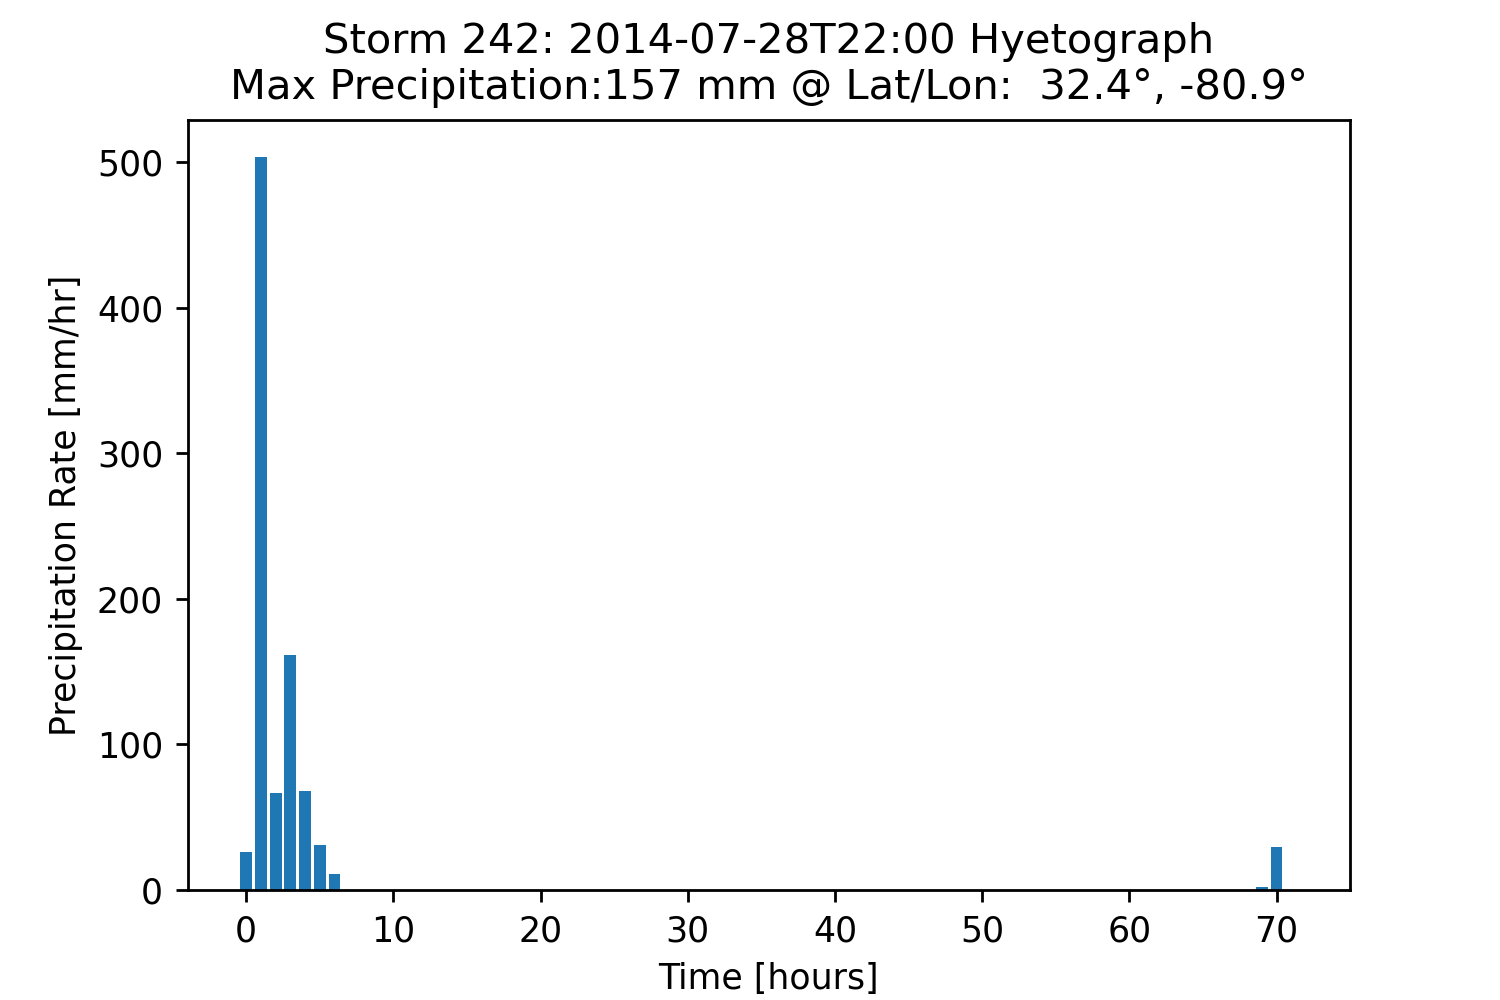 Storm 242: 2014-07-28T22:00 Hyetograph
Max Precipitation:157 mm @ Lat/Lon:  32.4°, -80.9°
Precipitation Rate [mm/hr]
500
400
300
200
100
0
0 10 20 30 40 50 60 70
Time [hours]